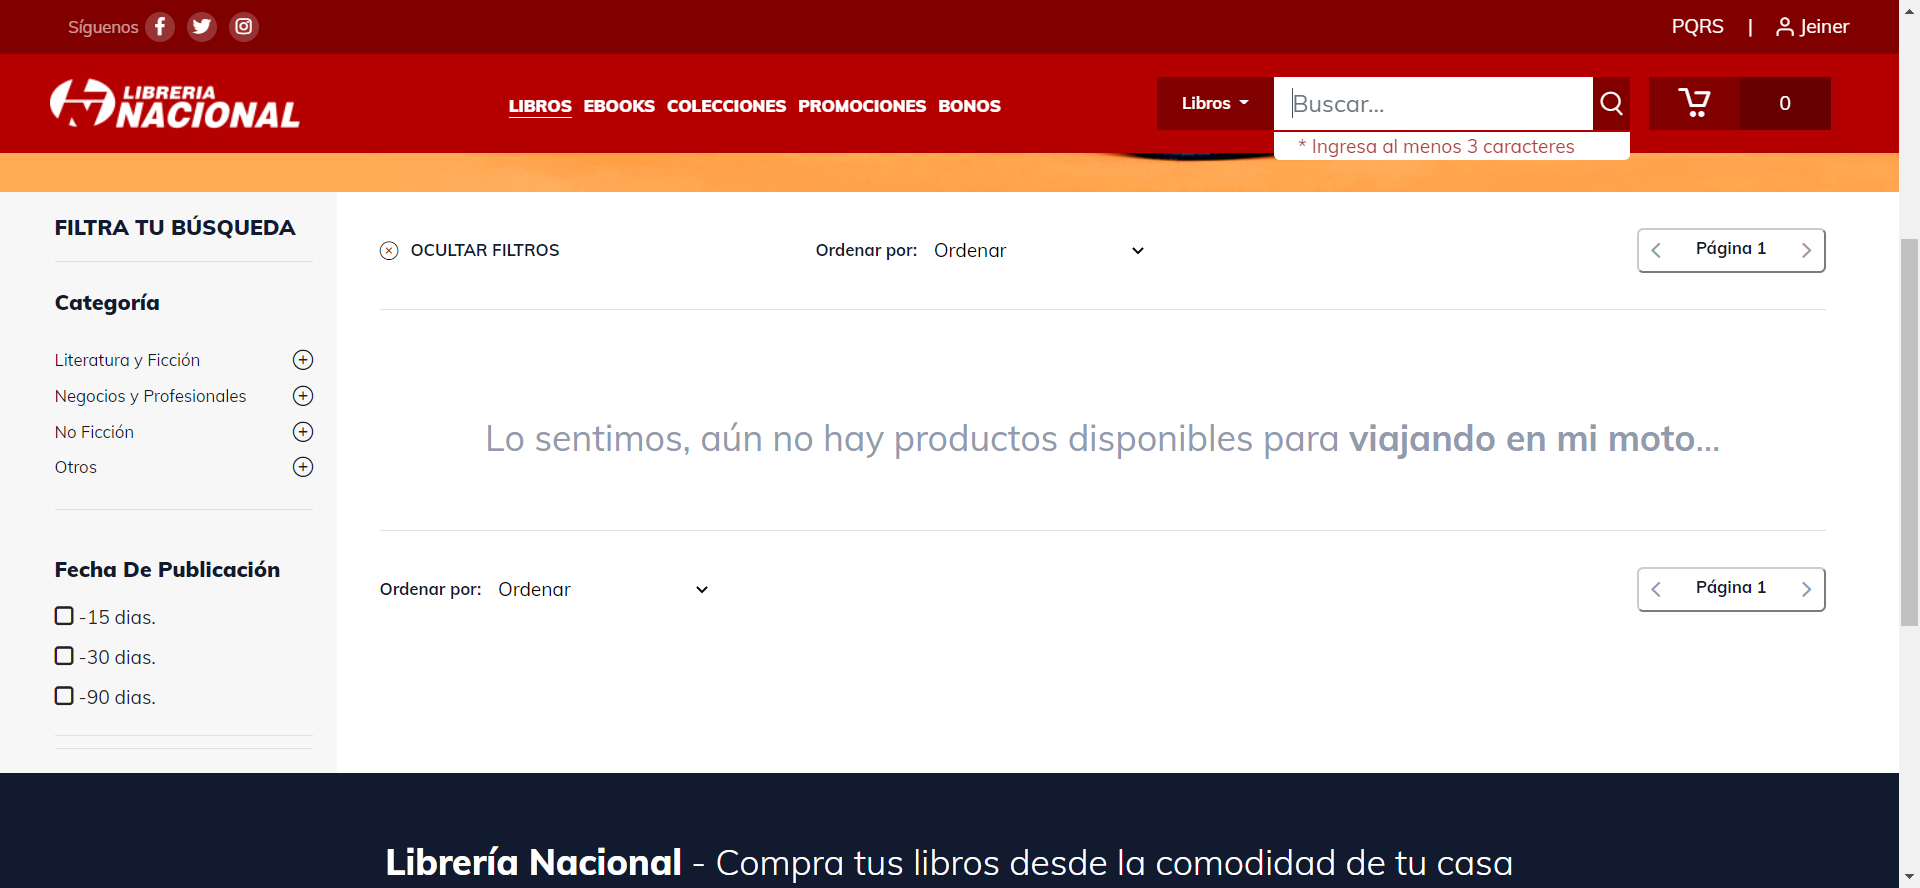 Síguenos
PQRS | Jeiner
LIBRERIA
NACIONAL
LIBROS EBOOKS COLECCIONES PROMOCIONES BONOS
Libros
Buscar...
0
* Ingresa al menos 3 caracteres
FILTRA TU BÚSQUEDA
Categoría
Literatura y Ficción
Negocios y Profesionales
No Ficción
Otros
Fecha De Publicación
-15 dias.
-30 dias.
-90 dias.
OCULTAR FILTROS
Ordenar por: Ordenar
Página 1
Lo sentimos, aún no hay productos disponibles para viajando en mi moto...
Ordenar por: Ordenar
Página 1
Librería Nacional - Compra tus libros desde la comodidad de tu casa